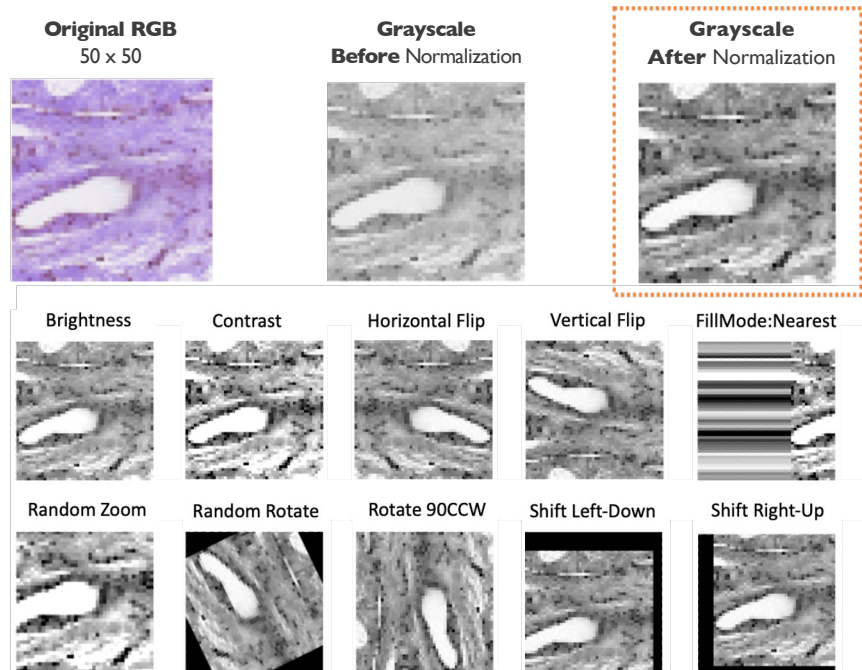 Original RGB
50 x 50
Grayscale
Before Normalization
Grayscale
After Normalization
Brightness
Contrast
Horizontal Flip
Vertical Flip
FillMode:Nearest
Random Zoom
Random Rotate
Rotate 90CCW
Shift Left-Down
Shift Right-Up